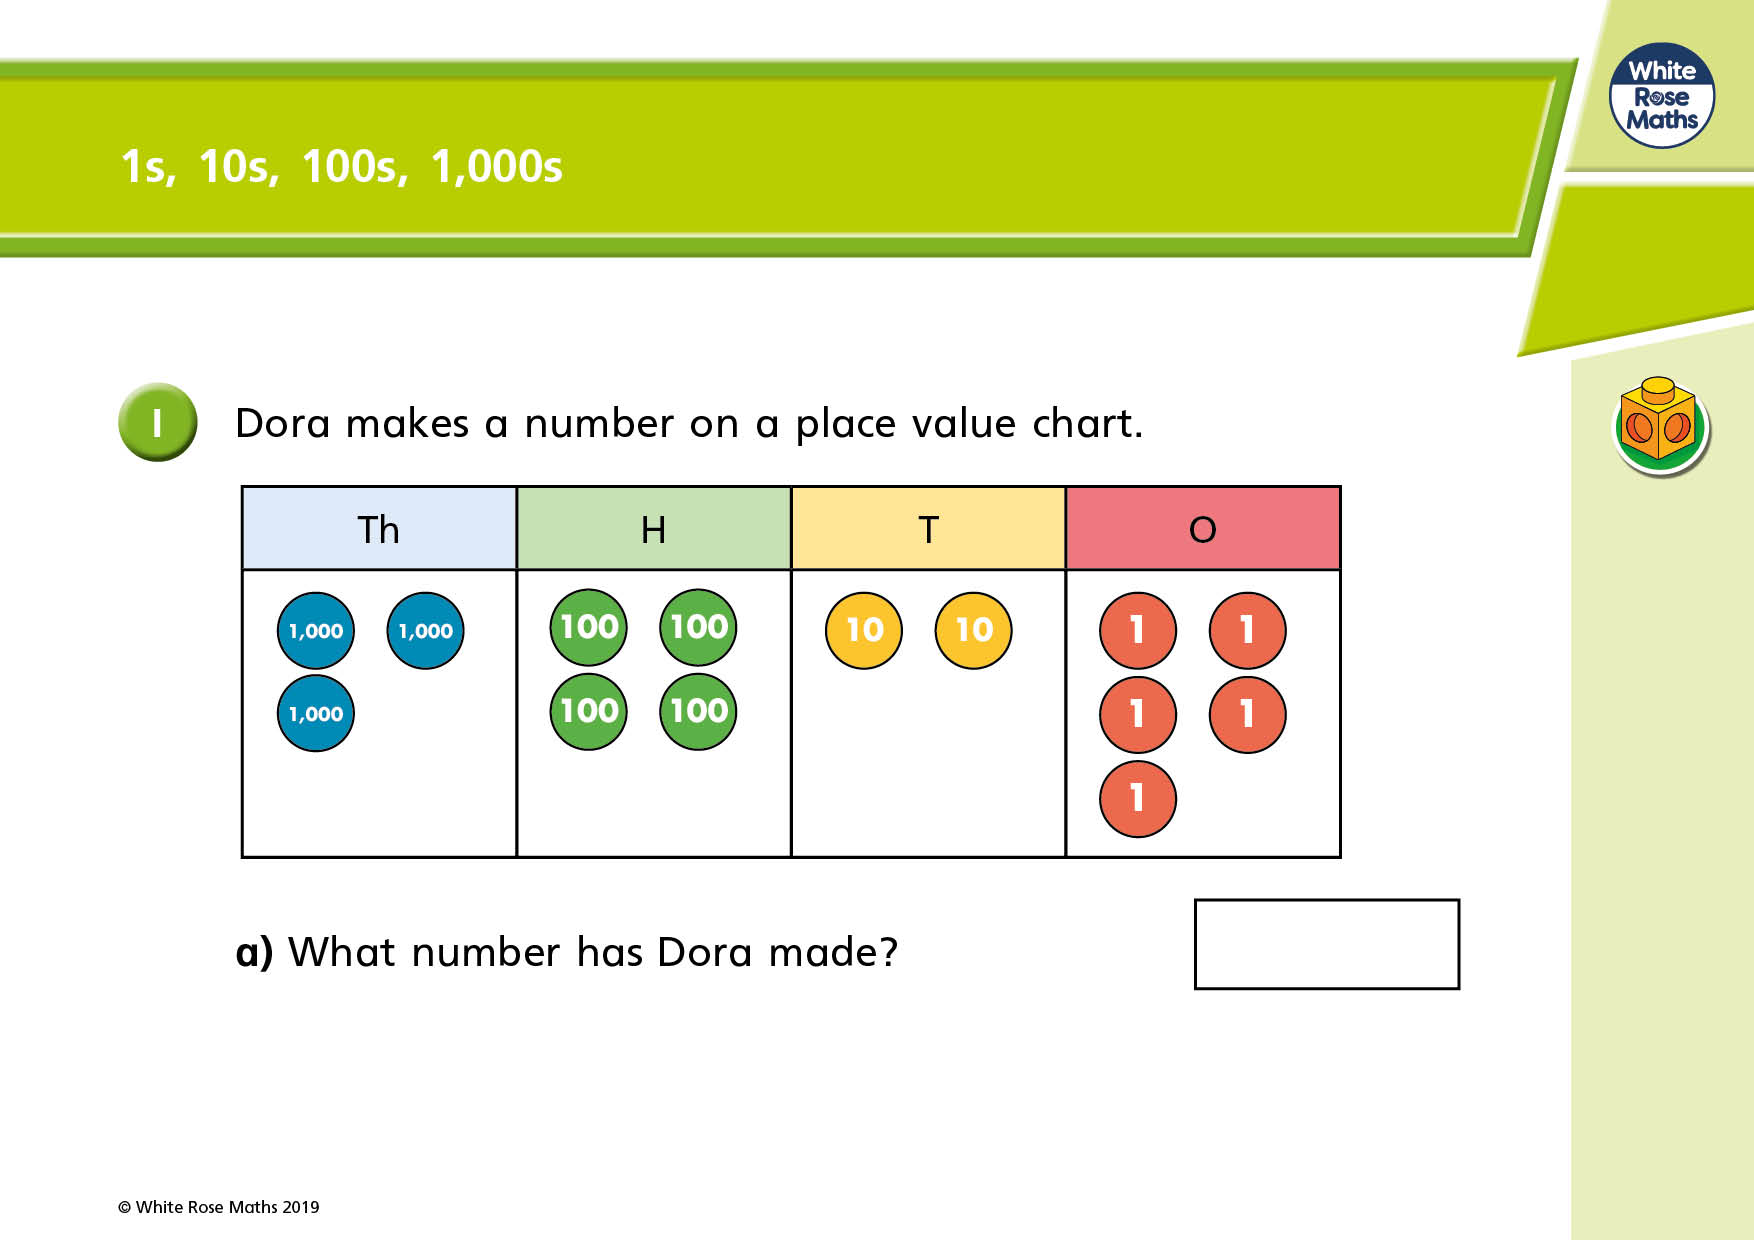 White
Rose
Maths
1s, 10s, 100s, 1,000s
1 Dora makes a number on a place value chart.
Th H T O
1,000 1,000 100 100 10 10 1 1
1,000 100 100 1 1
1
a) What number has Dora made?
© White Rose Maths 2019